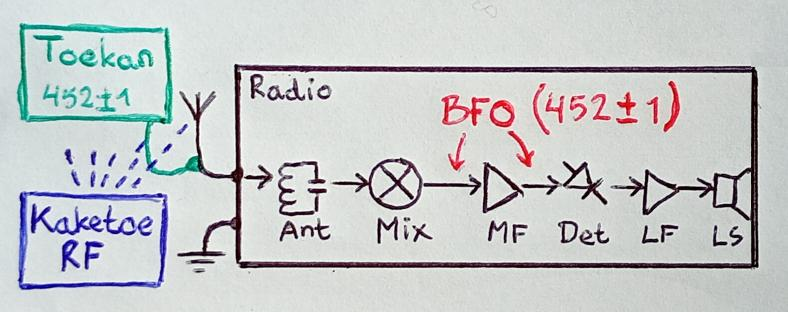 Toekan
452±1
Radio
BFO (452±1)
Ant
Mix
MF
Det
LF
LS
Kaketoe
RF